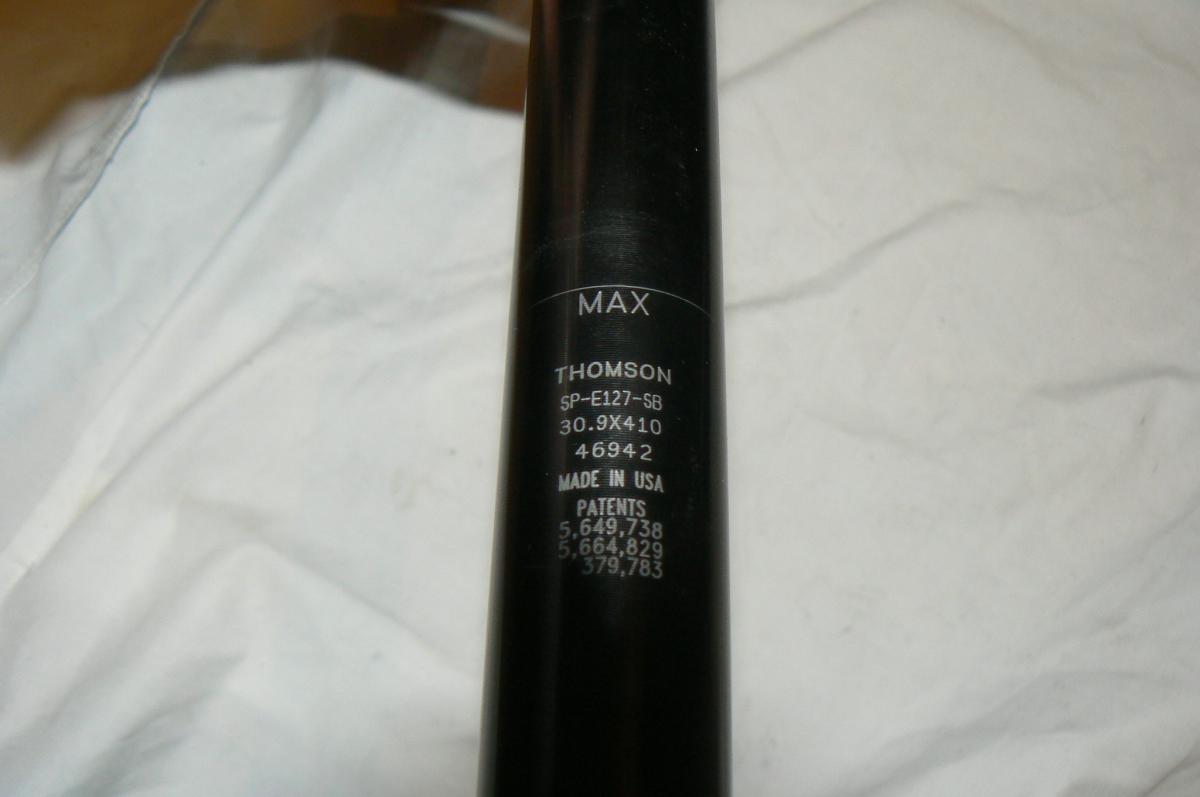 MAX
THOMSON
SP-E127-SB
30.9X410
46942
MADE IN USA
PATENTS
5,649,738
5,664,829
379,783